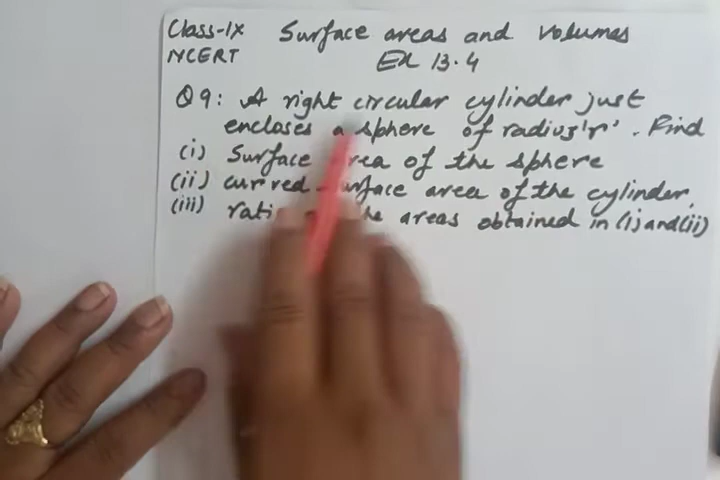 Class-IX Surface areas and volumes
NCERT Ex 13.4
Q9: A right circular cylinder just
encloses a sphere of radius 'r'. Find
(i) Surface area of the sphere
(ii) curved surface area of the cylinder.
(iii) areas obtained in (i) and (ii)